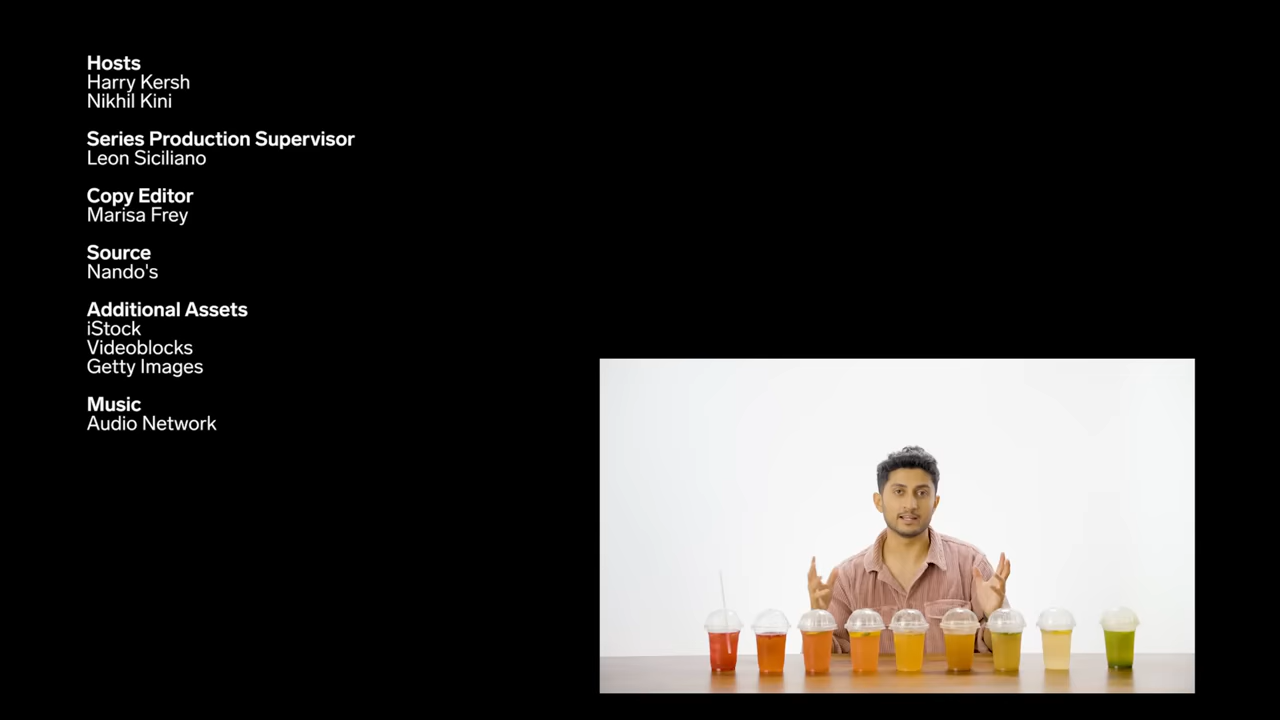 Hosts
Harry Kersh
Nikhil Kini
Series Production Supervisor
Leon Siciliano
Copy Editor
Marisa Frey
Source
Nando's
Additional Assets
iStock
Videoblocks
Getty Images
Music
Audio Network